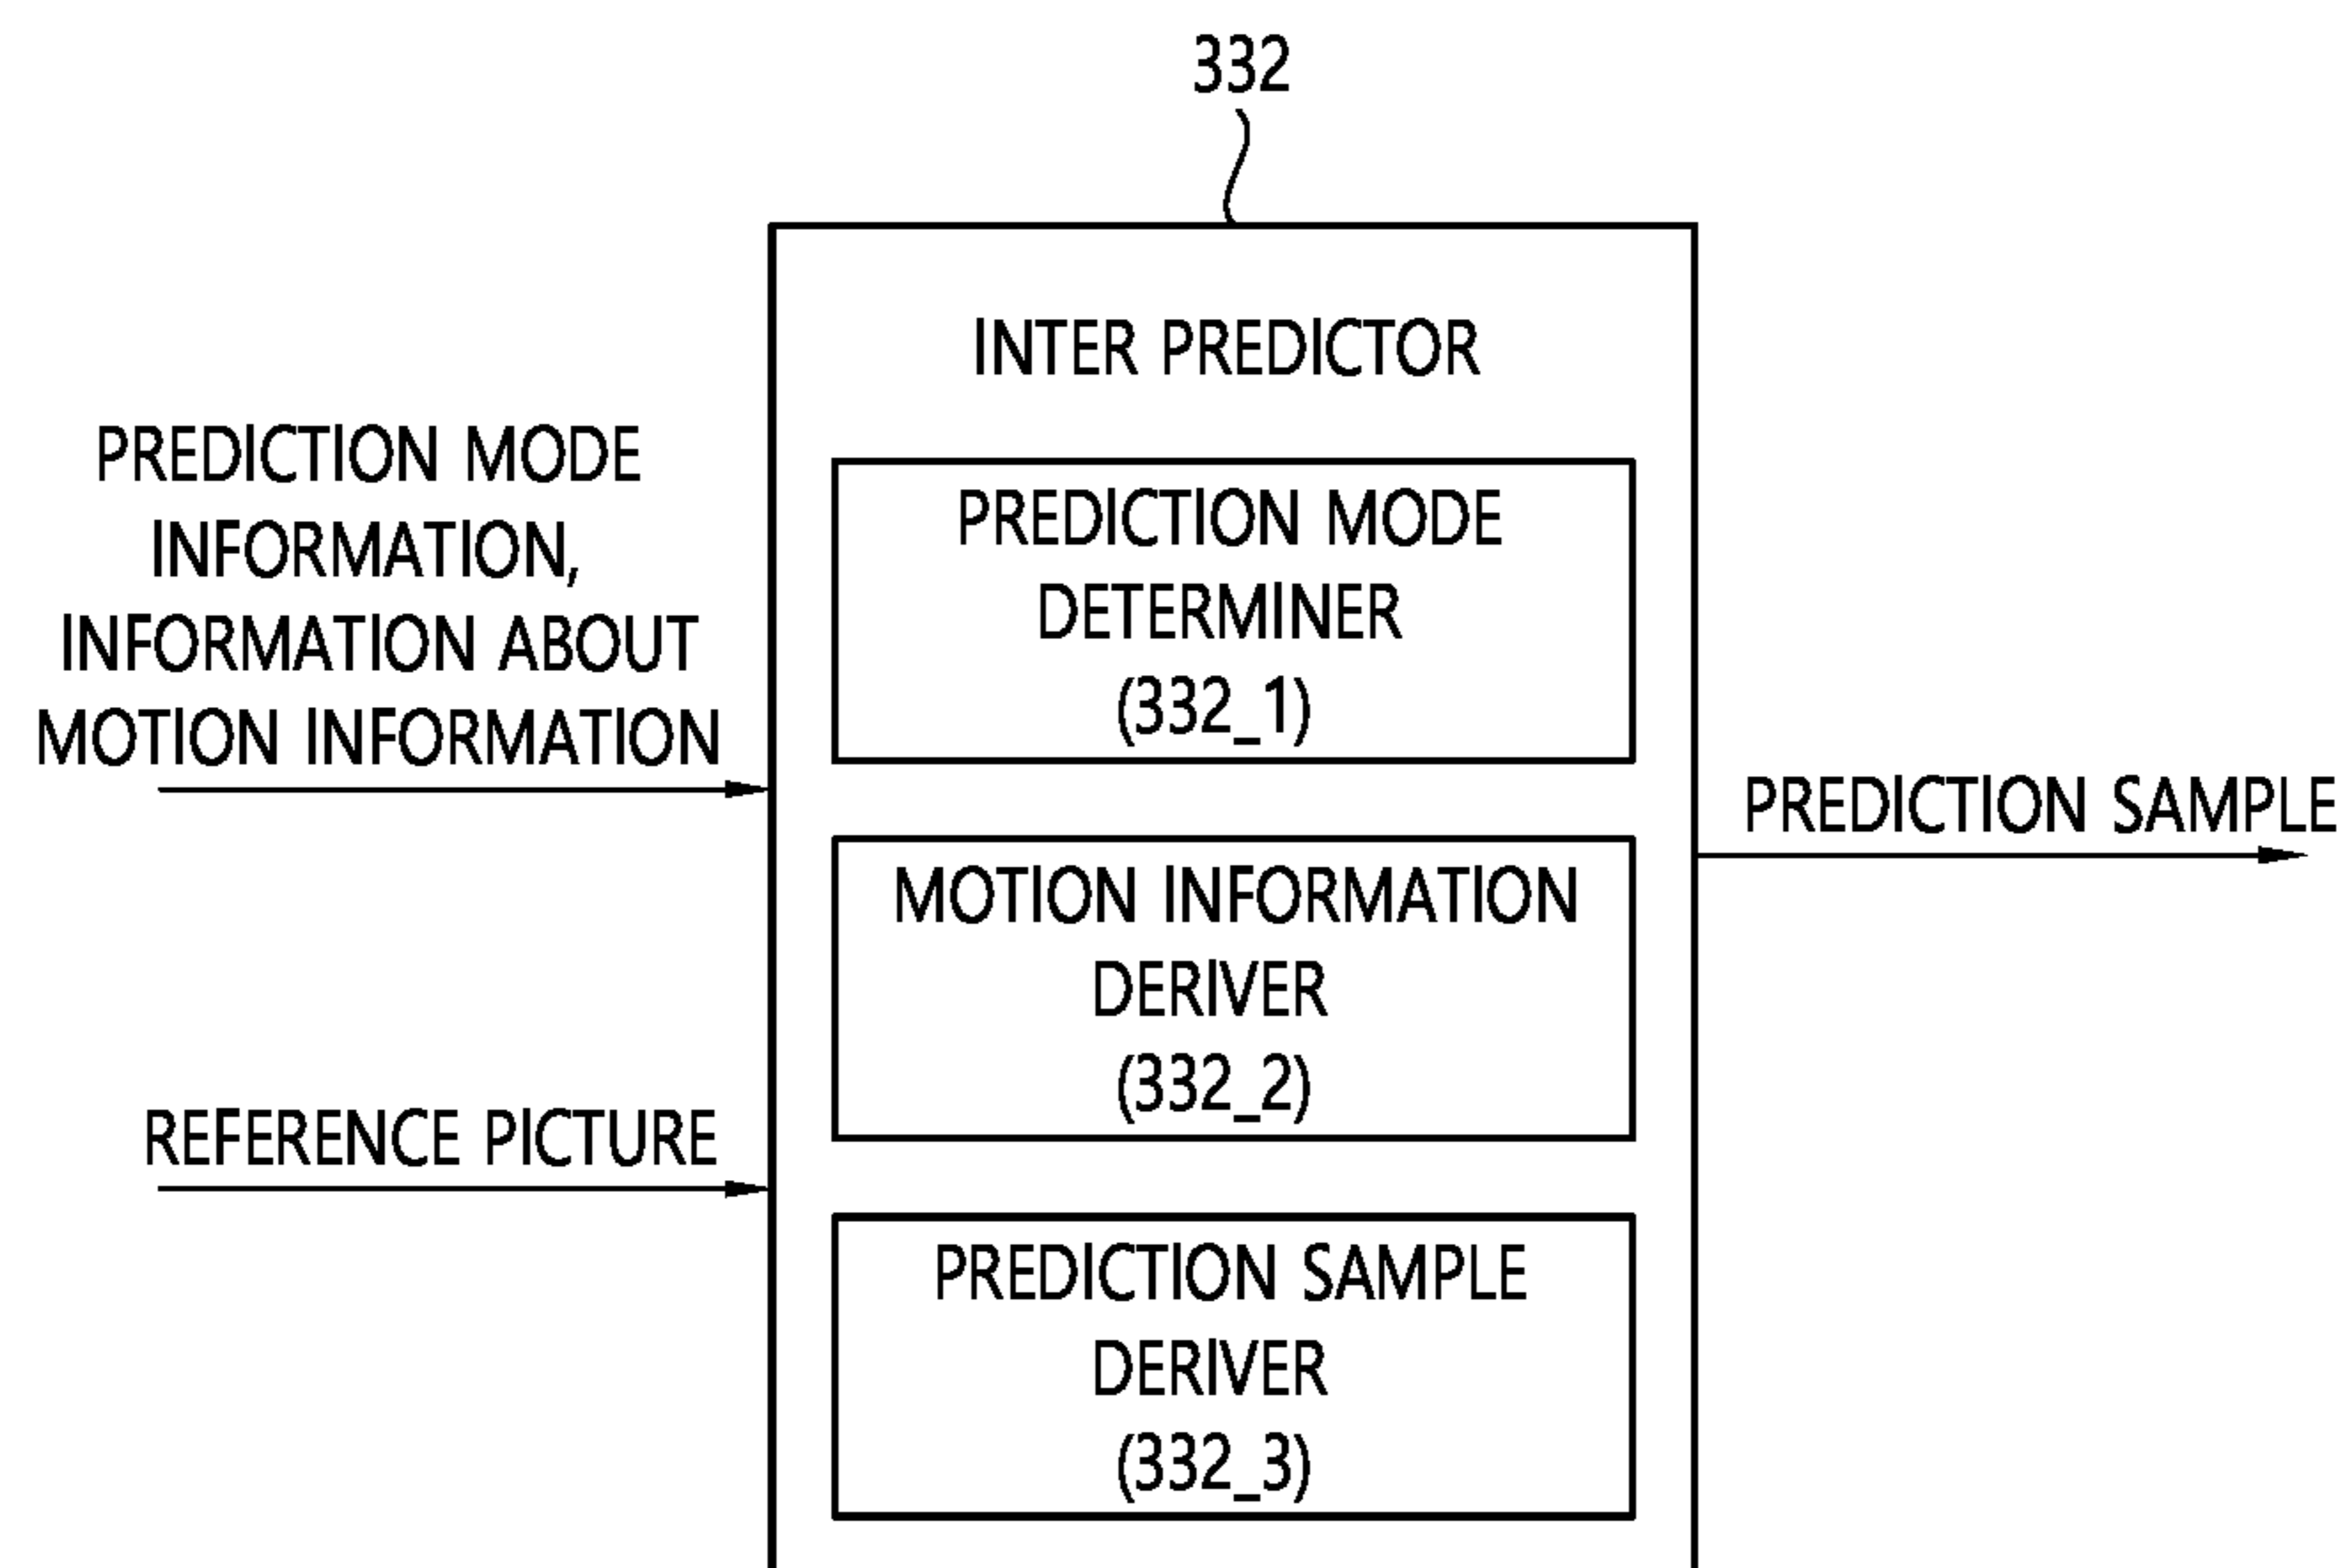 332
INTER PREDICTOR
PREDICTION MODE
INFORMATION,
INFORMATION ABOUT
MOTION INFORMATION
REFERENCE PICTURE
PREDICTION MODE
DETERMINER
(332_1)
MOTION INFORMATION
DERIVER
(332_2)
PREDICTION SAMPLE
DERIVER
(332_3)
PREDICTION SAMPLE